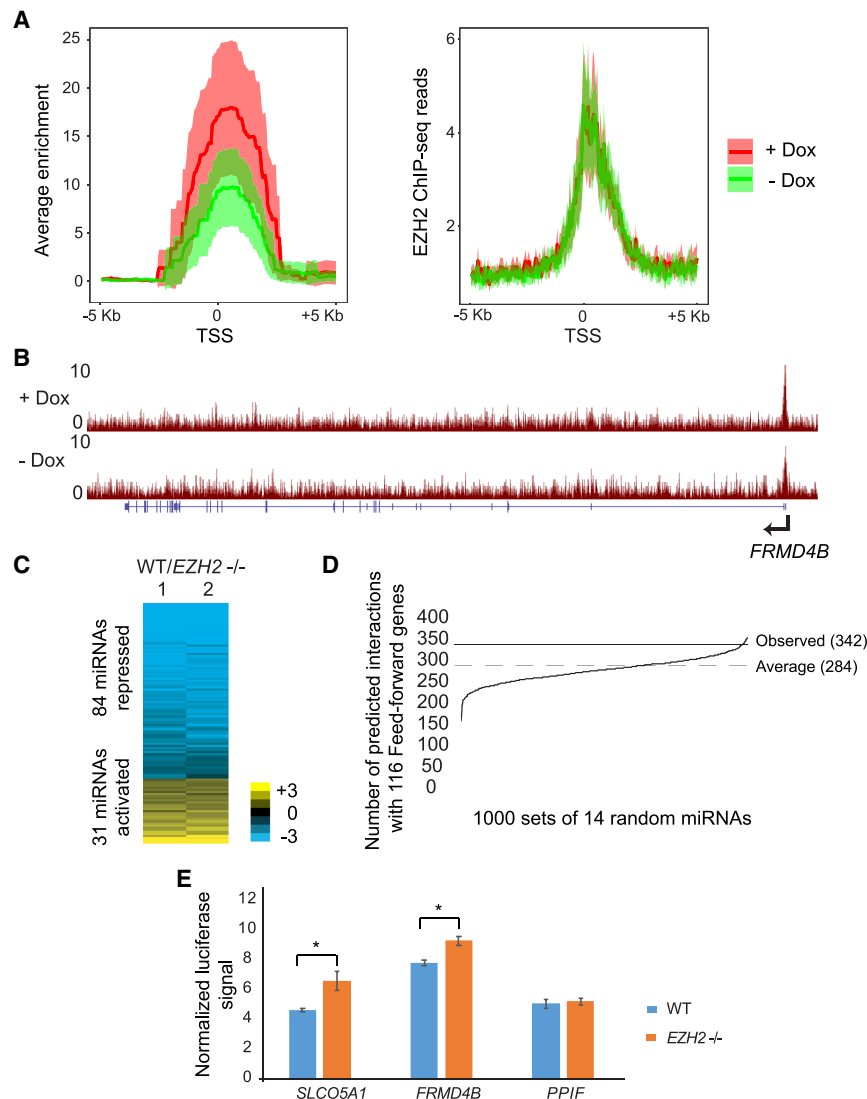 A
Average enrichment
25
20
15
10
5
0
-5 Kb
0
+5 Kb
TSS
EZH2 ChIP-seq reads
6
4
2
-5 Kb
0
+5 Kb
TSS
+ Dox
- Dox
B
10
+ Dox
0
10
- Dox
0
FRMD4B
C
WT/EZH2 -/-
1 2
84 miRNAs
repressed
31 miRNAs
activated
+3
0
-3
D
Number of predicted interactions
with 116 Feed-forward genes
400
350
300
250
200
150
100
50
0
Observed (342)
Average (284)
1000 sets of 14 random miRNAs
E
Normalized luciferase
signal
12
10
8
6
4
2
0
*
*
SLCO5A1
FRMD4B
PPIF
WT
EZH2 -/-